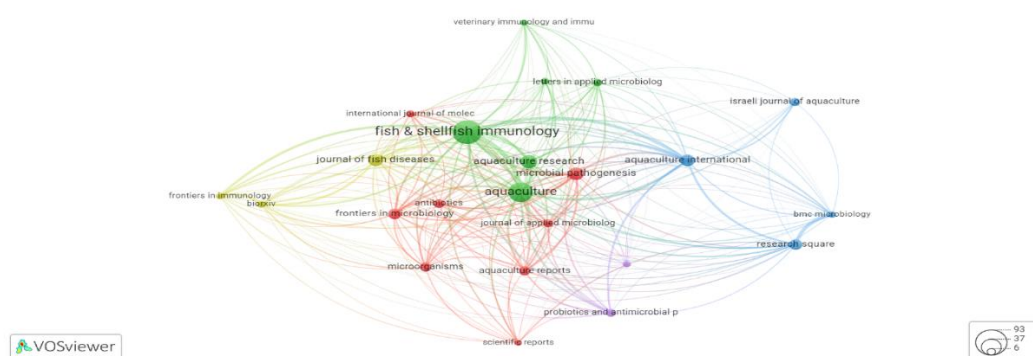 veterinary immunology and immu
letters in applied microbiolog
israeli journal of aquaculture
international journal of molec
fish & shellfish immunology
journal of fish diseases
aquaculture research
aquaculture international
microbial pathogenesis
frontiers in immunology
aquaculture
biorxiv
antibiotics
frontiers in microbiology
bmc microbiology
journal of applied microbiolog
research square
microorganisms
aquaculture reports
probiotics and antimicrobial p
scientific reports
VOSviewer
93
37
6